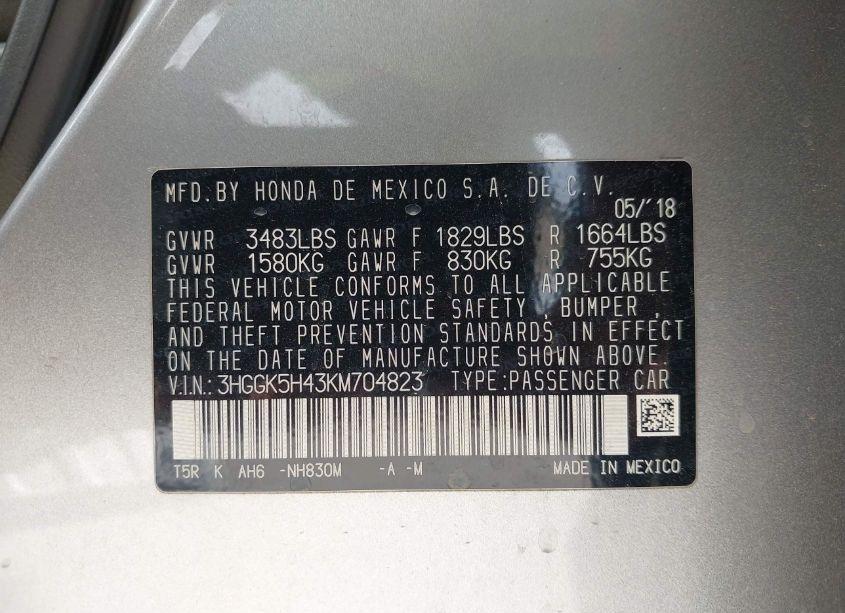 MFD.BY HONDA DE MEXICO S.A. DE C.V.
05/'18
GVWR 3483LBS GAWR F 1829LBS R 1664LBS
GVWR 1580KG GAWR F 830KG R 755KG
THIS VEHICLE CONFORMS TO ALL APPLICABLE
FEDERAL MOTOR VEHICLE SAFETY , BUMPER ,
AND THEFT PREVENTION STANDARDS IN EFFECT
ON THE DATE OF MANUFACTURE SHOWN ABOVE.
V.I.N.: 3HGGK5H43KM704823 TYPE:PASSENGER CAR
T5R K AH6 -NH830M -A -M MADE IN MEXICO